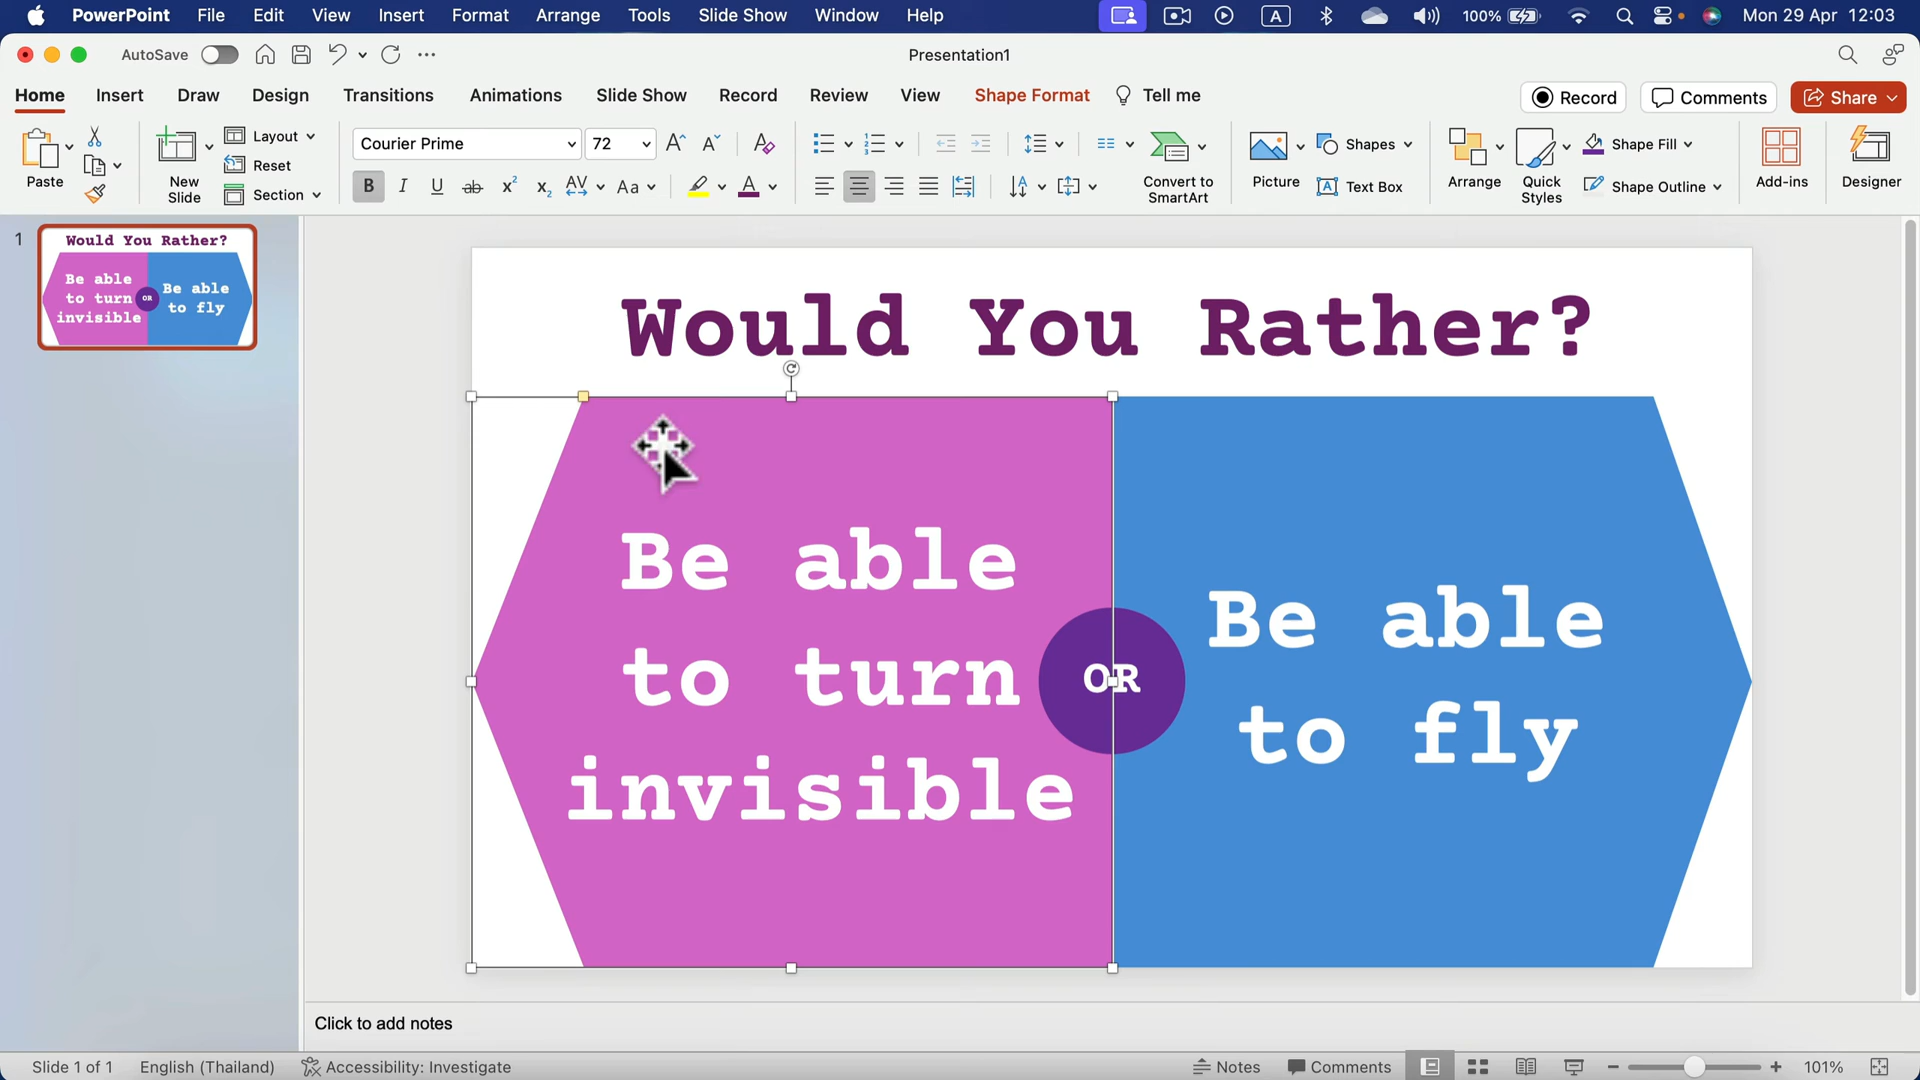 PowerPoint File Edit View Insert Format Arrange Tools Slide Show Window Help A 100% Mon 29 Apr 12:03
AutoSave Presentation1
Home Insert Draw Design Transitions Animations Slide Show Record Review View Shape Format Tell me Record Comments Share
Courier Prime 72 Layout Shapes Shape Fill
Reset
Paste New Slide Section B I U ab x² x₂ AV Aa A Convert to SmartArt Picture Text Box Arrange Quick Styles Shape Outline Add-ins Designer
1
Would You Rather?
Be able
to turn
invisible
OR
Be able
to fly
Would You Rather?
Be able
to turn
invisible
OR
Be able
to fly
Click to add notes
Slide 1 of 1 English (Thailand) Accessibility: Investigate Notes Comments 101%